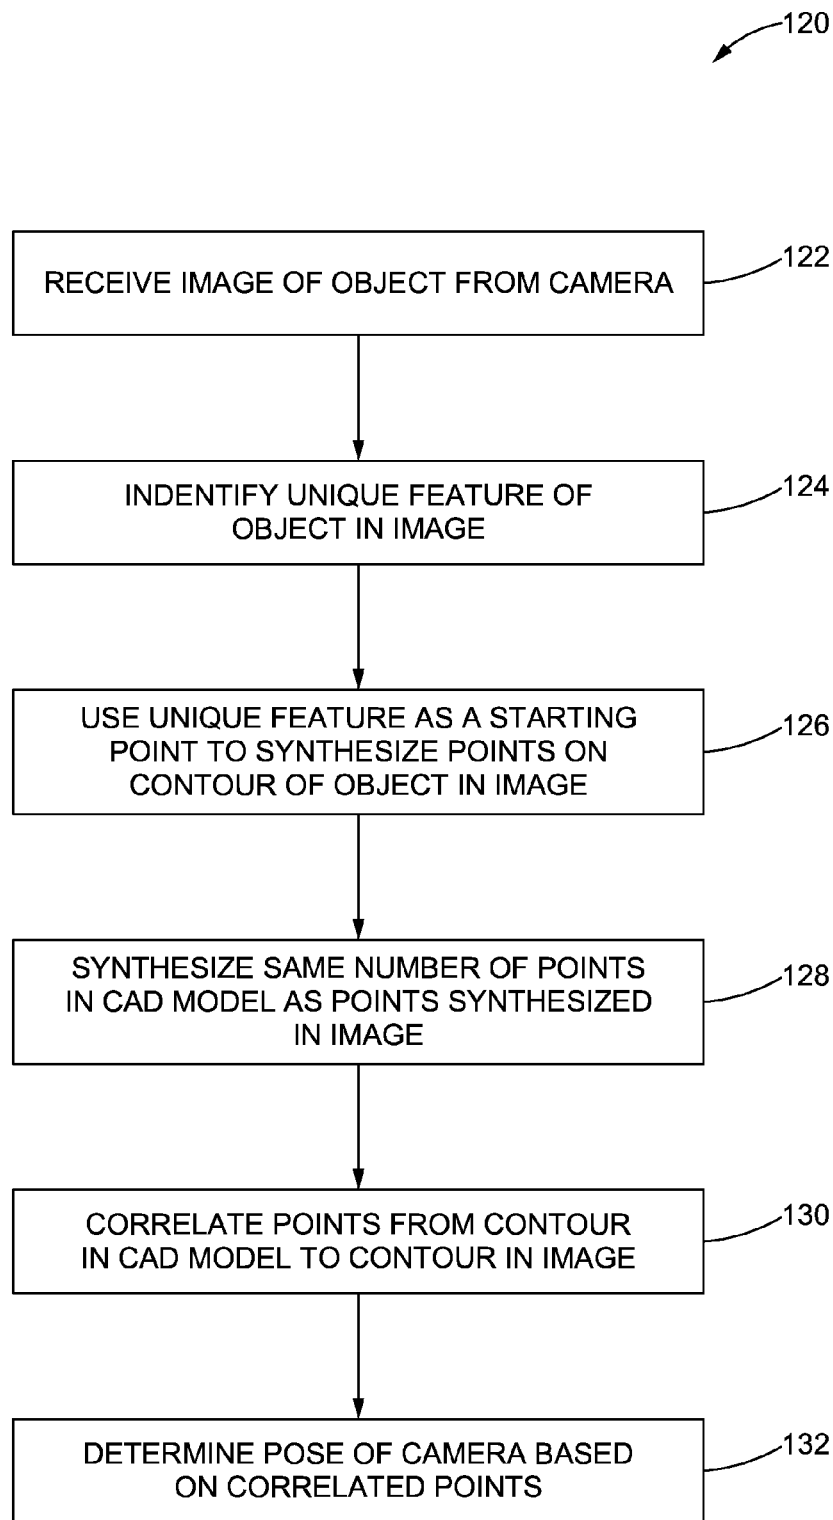 120
RECEIVE IMAGE OF OBJECT FROM CAMERA
122
INDENTIFY UNIQUE FEATURE OF
OBJECT IN IMAGE
124
USE UNIQUE FEATURE AS A STARTING
POINT TO SYNTHESIZE POINTS ON
CONTOUR OF OBJECT IN IMAGE
126
SYNTHESIZE SAME NUMBER OF POINTS
IN CAD MODEL AS POINTS SYNTHESIZED
IN IMAGE
128
CORRELATE POINTS FROM CONTOUR
IN CAD MODEL TO CONTOUR IN IMAGE
130
DETERMINE POSE OF CAMERA BASED
ON CORRELATED POINTS
132